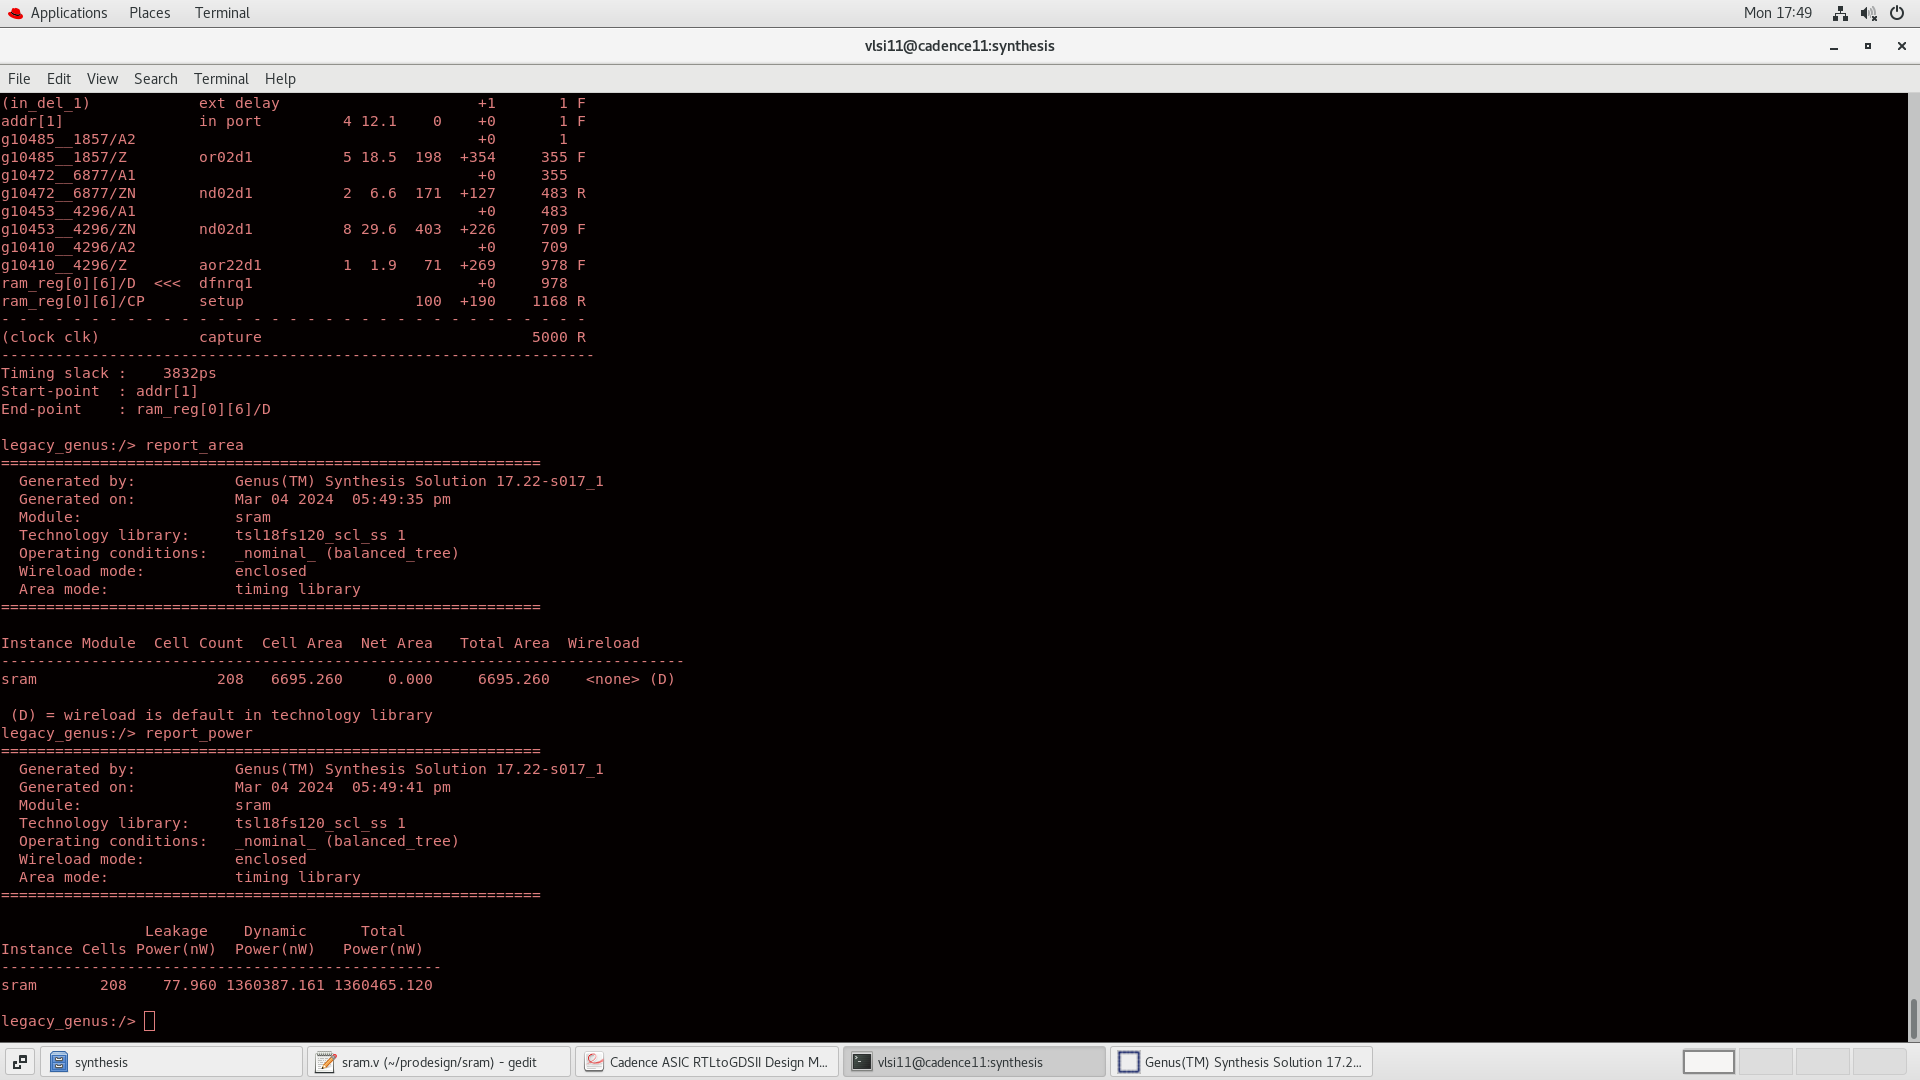 Applications Places Terminal Mon 17:49
vlsi11@cadence11:synthesis
File Edit View Search Terminal Help
(in_del_1)            ext delay                      +1       1 F
addr[1]               in port         4 12.1    0    +0       1 F
g10485__1857/A2                                      +0       1
g10485__1857/Z        or02d1          5 18.5  198  +354     355 F
g10472__6877/A1                                      +0     355
g10472__6877/ZN       nd02d1          2  6.6  171  +127     483 R
g10453__4296/A1                                      +0     483
g10453__4296/ZN       nd02d1          8 29.6  403  +226     709 F
g10410__4296/A2                                      +0     709
g10410__4296/Z        aor22d1         1  1.9   71  +269     978 F
ram_reg[0][6]/D  <<<  dfnrq1                         +0     978
ram_reg[0][6]/CP      setup                   100  +190    1168 R
- - - - - - - - - - - - - - - - - - - - - - - - - - - - - - - - -
(clock clk)           capture                              5000 R
------------------------------------------------------------------
Timing slack :    3832ps
Start-point  : addr[1]
End-point    : ram_reg[0][6]/D
legacy_genus:/> report_area
============================================================
  Generated by:           Genus(TM) Synthesis Solution 17.22-s017_1
  Generated on:           Mar 04 2024  05:49:35 pm
  Module:                 sram
  Technology library:     tsl18fs120_scl_ss 1
  Operating conditions:   _nominal_ (balanced_tree)
  Wireload mode:          enclosed
  Area mode:              timing library
============================================================
Instance Module  Cell Count  Cell Area  Net Area   Total Area  Wireload
----------------------------------------------------------------------------
sram                    208   6695.260     0.000     6695.260    <none> (D)
 (D) = wireload is default in technology library
legacy_genus:/> report_power
============================================================
  Generated by:           Genus(TM) Synthesis Solution 17.22-s017_1
  Generated on:           Mar 04 2024  05:49:41 pm
  Module:                 sram
  Technology library:     tsl18fs120_scl_ss 1
  Operating conditions:   _nominal_ (balanced_tree)
  Wireload mode:          enclosed
  Area mode:              timing library
============================================================
                Leakage    Dynamic      Total
Instance Cells Power(nW)  Power(nW)   Power(nW)
-------------------------------------------------
sram       208    77.960 1360387.161 1360465.120
legacy_genus:/>
synthesis sram.v (~/prodesign/sram) - gedit Cadence ASIC RTLtoGDSII Design M... vlsi11@cadence11:synthesis Genus(TM) Synthesis Solution 17.2...